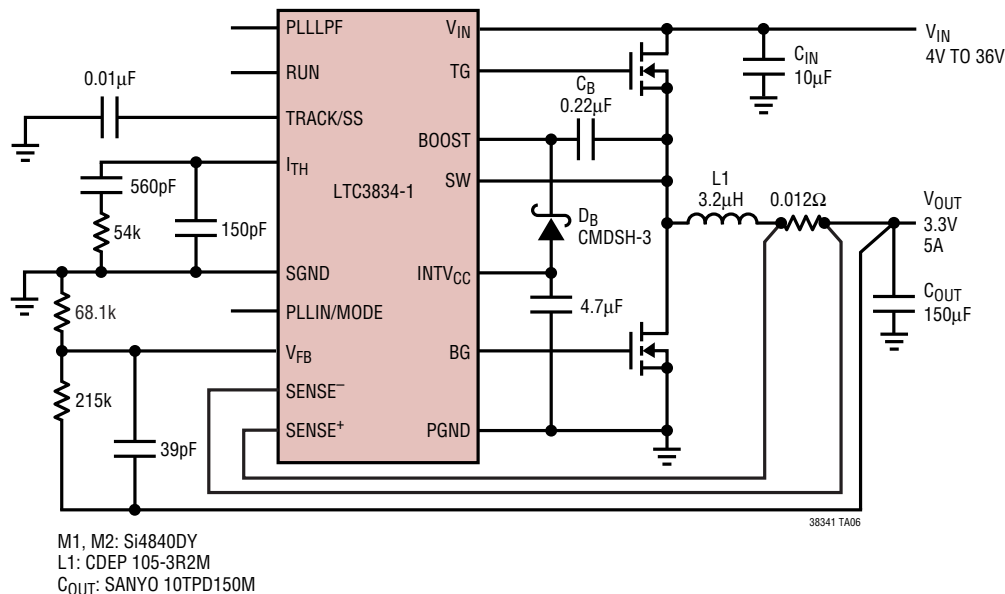 PLLLPF
RUN
0.01µF
TRACK/SS
I_TH
560pF
54k
150pF
SGND
68.1k
PLLIN/MODE
V_FB
SENSE⁻
215k
SENSE⁺
39pF
LTC3834-1
V_IN
TG
BOOST
SW
INTV_CC
BG
PGND
C_B
0.22µF
D_B
CMDSH-3
4.7µF
V_IN
4V TO 36V
C_IN
10µF
L1
3.2µH
0.012Ω
V_OUT
3.3V
5A
C_OUT
150µF
38341 TA06
M1, M2: Si4840DY
L1: CDEP 105-3R2M
C_OUT: SANYO 10TPD150M